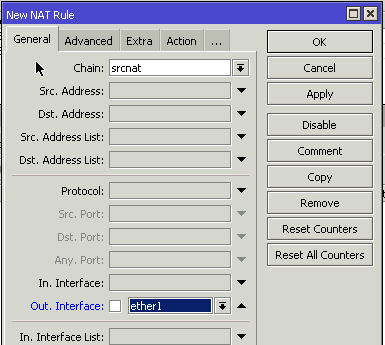 New NAT Rule
General Advanced Extra Action ...
OK
Chain: srcnat
Cancel
Src. Address:
Apply
Dst. Address:
Src. Address List:
Disable
Dst. Address List:
Comment
Copy
Protocol:
Remove
Src. Port:
Reset Counters
Dst. Port:
Any. Port:
Reset All Counters
In. Interface:
Out. Interface: ether1
In. Interface List: